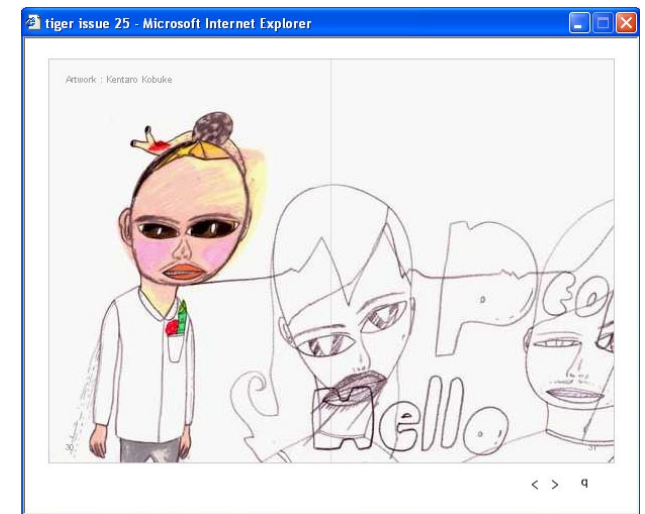 tiger issue 25 - Microsoft Internet Explorer
Artwork : Kentaro Kobuke
Peo
Hello
30
31
< > q